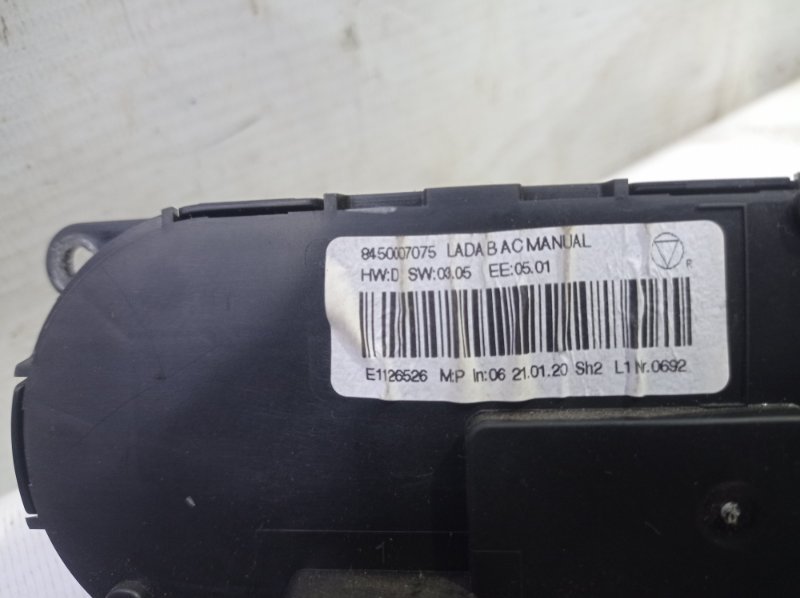 8450007075 LADA B AC MANUAL
HW:D SW:03.05 EE:05.01
R
E1126526 M:P In:06 21.01.20 Sh2 L1 Nr.0692